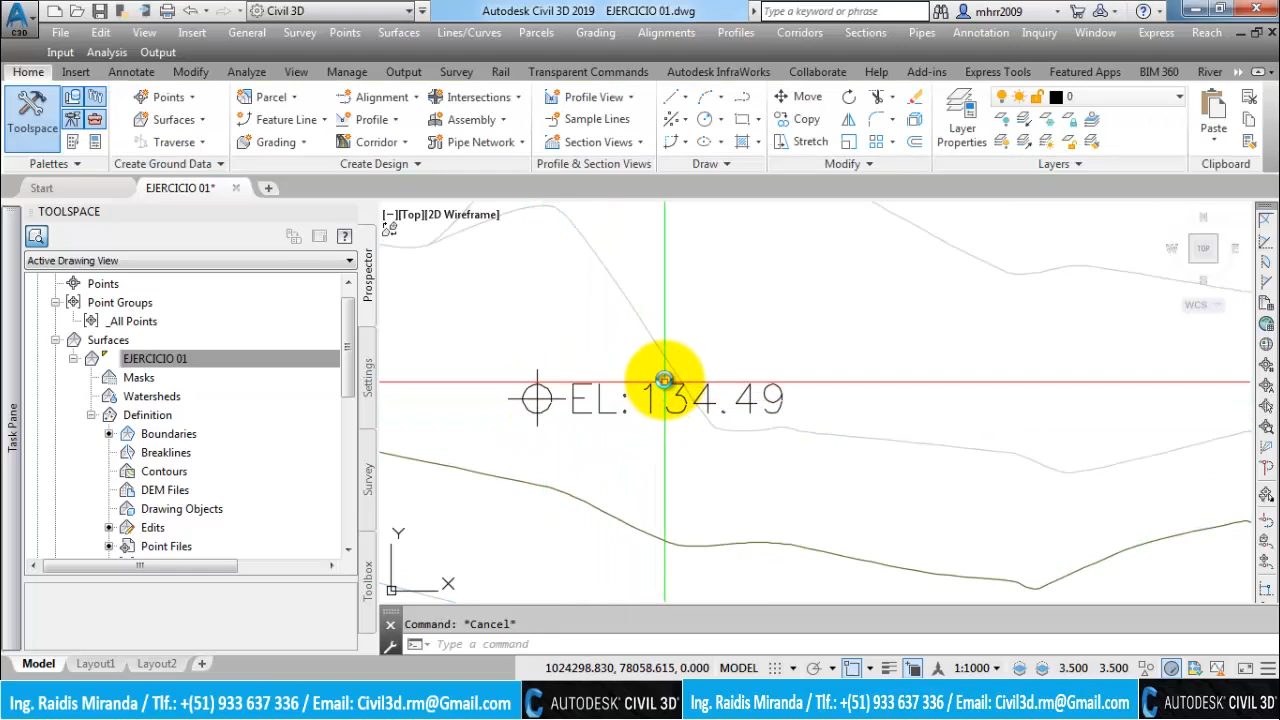 Civil 3D
Autodesk Civil 3D 2019 EJERCICIO 01.dwg
Type a keyword or phrase
mhrr2009
C3D
File Edit View Insert General Survey Points Surfaces Lines/Curves Parcels Grading Alignments Profiles Corridors Sections Pipes Annotation Inquiry Window Express Reach
Input Analysis Output
Home Insert Annotate Modify Analyze View Manage Output Survey Rail Transparent Commands Autodesk InfraWorks Collaborate Help Add-ins Express Tools Featured Apps BIM 360 River
Toolspace
Points
Surfaces
Traverse
Parcel
Feature Line
Grading
Alignment
Profile
Corridor
Intersections
Assembly
Pipe Network
Profile View
Sample Lines
Section Views
Move
Copy
Stretch
Layer
Properties
0
Paste
Palettes Create Ground Data Create Design Profile & Section Views Draw Modify Layers Clipboard
Start EJERCICIO 01*
TOOLSPACE
Active Drawing View
Points
Point Groups
_All Points
Surfaces
EJERCICIO 01
Masks
Watersheds
Definition
Boundaries
Breaklines
Contours
DEM Files
Drawing Objects
Edits
Point Files
Prospector
Settings
Survey
Toolbox
Task Pane
[−][Top][2D Wireframe]
N
W TOP E
S
WCS
EL: 134.49
Y
X
Command: *Cancel*
Type a command
Model Layout1 Layout2
1024298.830, 78058.615, 0.000 MODEL 1:1000 3.500 3.500
Ing. Raidis Miranda / Tlf.: +(51) 933 637 336 / Email: Civil3d.rm@Gmail.com AUTODESK® CIVIL 3D® Ing. Raidis Miranda / Tlf.: +(51) 933 637 336 / Email: Civil3d.rm@Gmail.com AUTODESK® CIVIL 3D